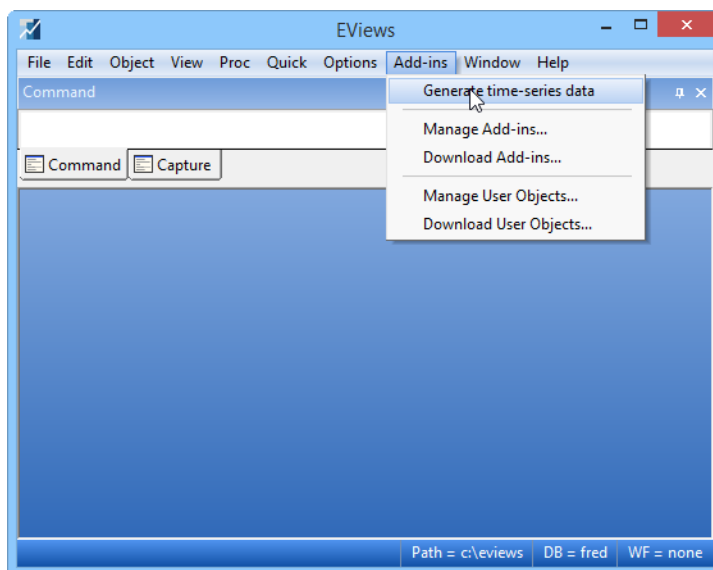 EViews
File Edit Object View Proc Quick Options Add-ins Window Help
Command
Generate time-series data
Manage Add-ins...
Download Add-ins...
Manage User Objects...
Download User Objects...
Command Capture
Path = c:\eviews DB = fred WF = none